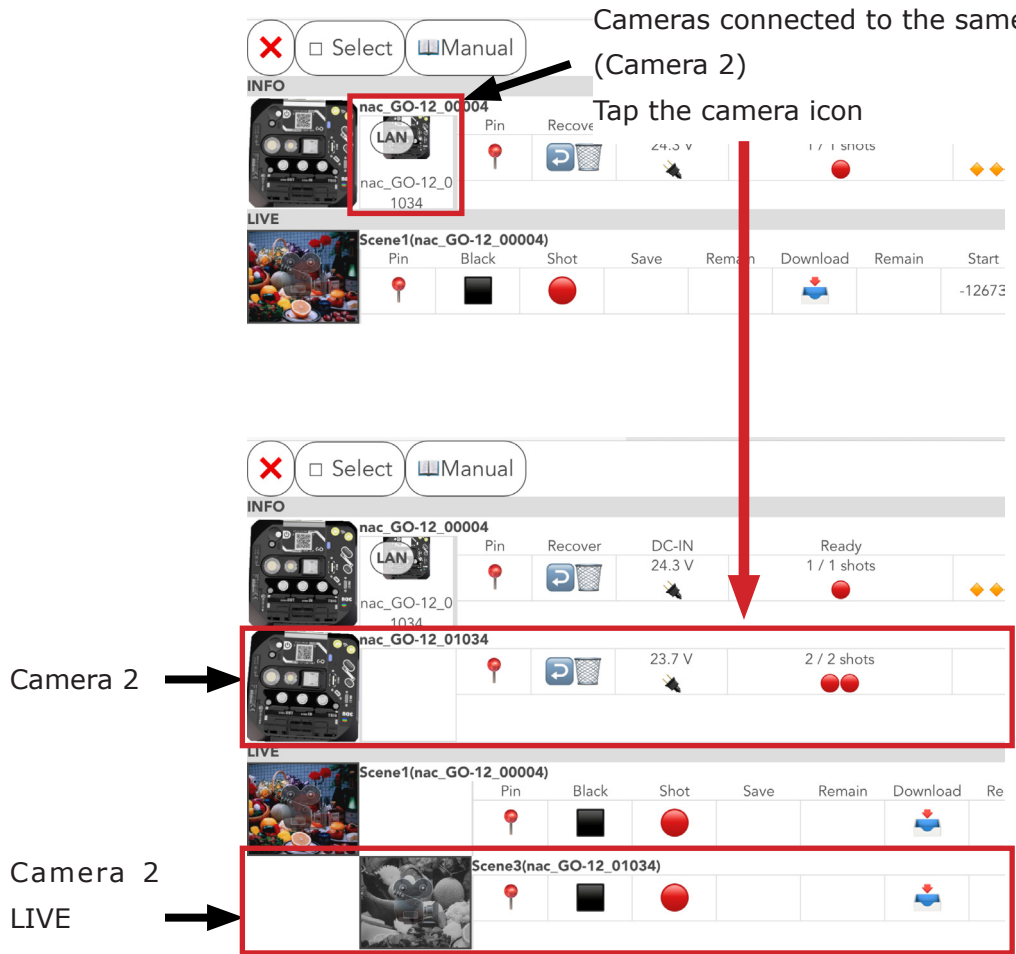 Cameras connected to the same
(Camera 2)
Tap the camera icon
Select
Manual
INFO
nac_GO-12_00004
LAN
nac_GO-12_0
1034
Pin
Recove
24.3 V
1 / 1 shots
LIVE
Scene1(nac_GO-12_00004)
Pin Black Shot Save Remain Download Remain Start
-12673
Select
Manual
INFO
nac_GO-12_00004
Pin Recover DC-IN Ready
LAN
24.3 V 1 / 1 shots
nac_GO-12_0
1034
Camera 2
nac_GO-12_01034
23.7 V 2 / 2 shots
LIVE
Scene1(nac_GO-12_00004)
Pin Black Shot Save Remain Download Re
Camera 2
LIVE
Scene3(nac_GO-12_01034)